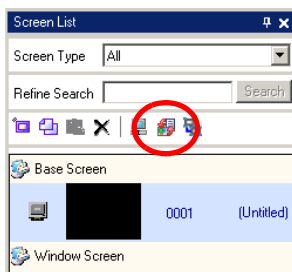 Screen List
Screen Type All
Refine Search Search
Base Screen
0001 (Untitled)
Window Screen